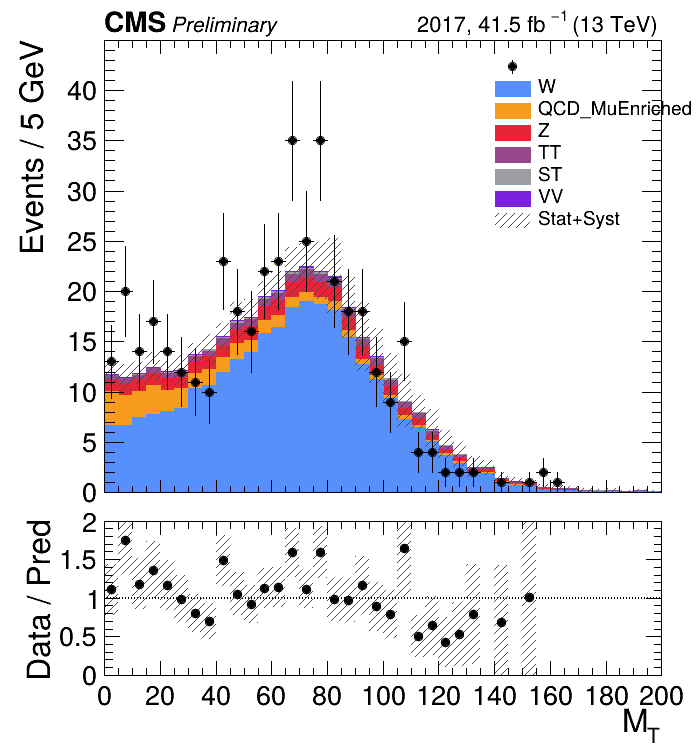 CMS Preliminary 2017, 41.5 fb⁻¹ (13 TeV)
Events / 5 GeV
40
35
30
25
20
15
10
5
0
W
QCD_MuEnriched
Z
TT
ST
VV
Stat+Syst
Data / Pred
2
1.5
1
0.5
0
0 20 40 60 80 100 120 140 160 180 200
M_T